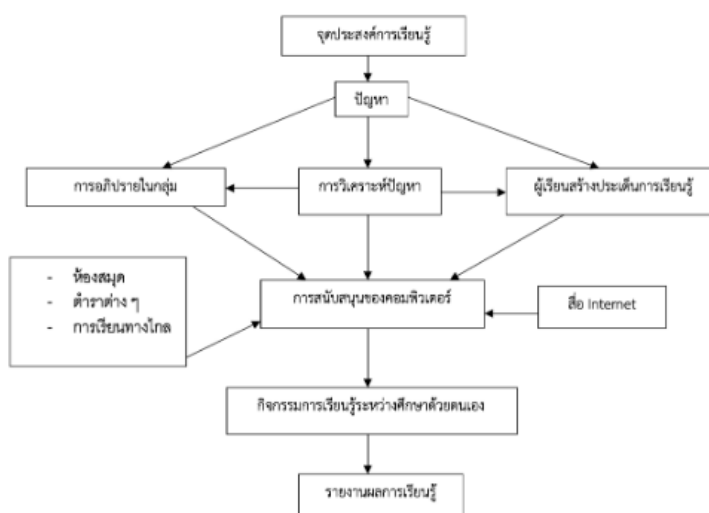 จุดประสงค์การเรียนรู้
ปัญหา
การอภิปรายในกลุ่ม
การวิเคราะห์ปัญหา
ผู้เรียนสร้างประเด็นการเรียนรู้
- ห้องสมุด
- ตำราต่าง ๆ
- การเรียนทางไกล
การสนับสนุนของคอมพิวเตอร์
สื่อ Internet
กิจกรรมการเรียนรู้ระหว่างศึกษาด้วยตนเอง
รายงานผลการเรียนรู้